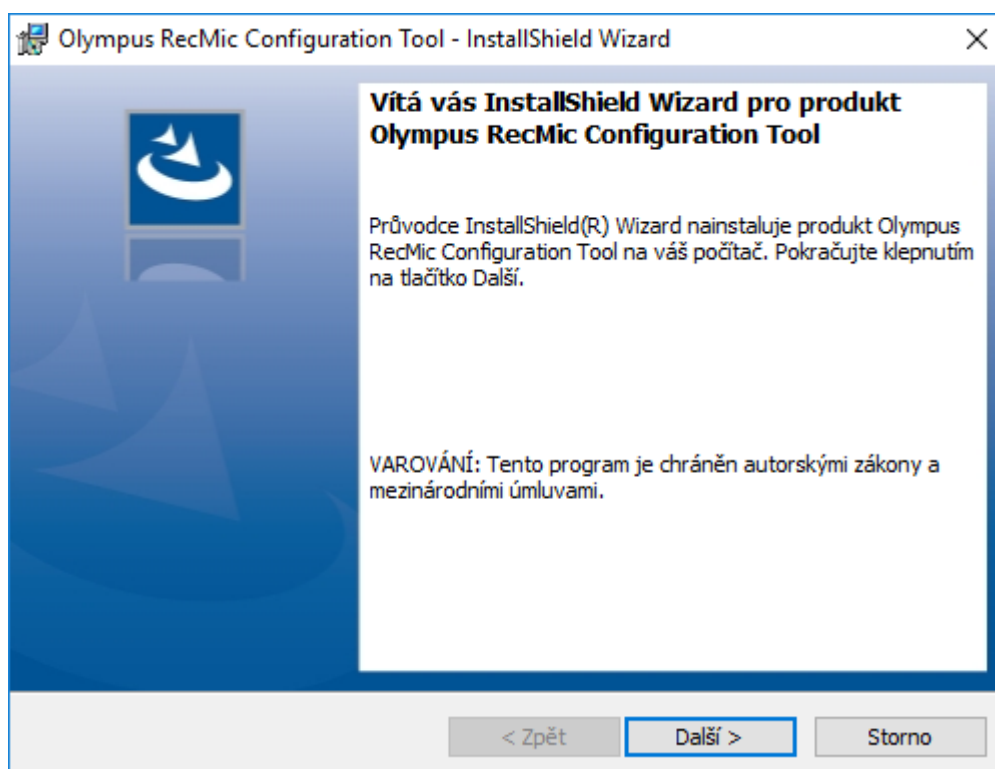 Olympus RecMic Configuration Tool - InstallShield Wizard
Vítá vás InstallShield Wizard pro produkt
Olympus RecMic Configuration Tool
Průvodce InstallShield(R) Wizard nainstaluje produkt Olympus
RecMic Configuration Tool na váš počítač. Pokračujte klepnutím
na tlačítko Další.
VAROVÁNÍ: Tento program je chráněn autorskými zákony a
mezinárodními úmluvami.
< Zpět Další > Storno